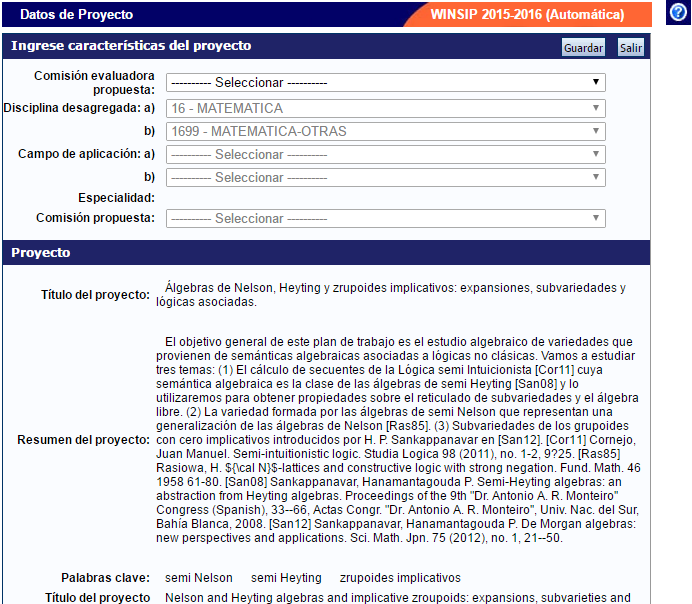 Datos de Proyecto WINSIP 2015-2016 (Automática)
Ingrese características del proyecto Guardar Salir
Comisión evaluadora propuesta: ---------- Seleccionar ----------
Disciplina desagregada: a) 16 - MATEMATICA
b) 1699 - MATEMATICA-OTRAS
Campo de aplicación: a) ---------- Seleccionar ----------
b) ---------- Seleccionar ----------
Especialidad:
Comisión propuesta: ---------- Seleccionar ----------
Proyecto
Título del proyecto: Álgebras de Nelson, Heyting y zrupoides implicativos: expansiones, subvariedades y
lógicas asociadas.
Resumen del proyecto:
El objetivo general de este plan de trabajo es el estudio algebraico de variedades que
provienen de semánticas algebraicas asociadas a lógicas no clásicas. Vamos a estudiar
tres temas: (1) El cálculo de secuentes de la Lógica semi Intuicionista [Cor11] cuya
semántica algebraica es la clase de las álgebras de semi Heyting [San08] y lo
utilizaremos para obtener propiedades sobre el reticulado de subvariedades y el álgebra
libre. (2) La variedad formada por las álgebras de semi Nelson que representan una
generalización de las álgebras de Nelson [Ras85]. (3) Subvariedades de los grupoides
con cero implicativos introducidos por H. P. Sankappanavar en [San12]. [Cor11] Cornejo,
Juan Manuel. Semi-intuitionistic logic. Studia Logica 98 (2011), no. 1-2, 9?25. [Ras85]
Rasiowa, H. ${\cal N}$-lattices and constructive logic with strong negation. Fund. Math. 46
1958 61-80. [San08] Sankappanavar, Hanamantagouda P. Semi-Heyting algebras: an
abstraction from Heyting algebras. Proceedings of the 9th "Dr. Antonio A. R. Monteiro"
Congress (Spanish), 33--66, Actas Congr. "Dr. Antonio A. R. Monteiro", Univ. Nac. del Sur,
Bahía Blanca, 2008. [San12] Sankappanavar, Hanamantagouda P. De Morgan algebras:
new perspectives and applications. Sci. Math. Jpn. 75 (2012), no. 1, 21--50.
Palabras clave: semi Nelson semi Heyting zrupoides implicativos
Título del proyecto Nelson and Heyting algebras and implicative zroupoids: expansions, subvarieties and